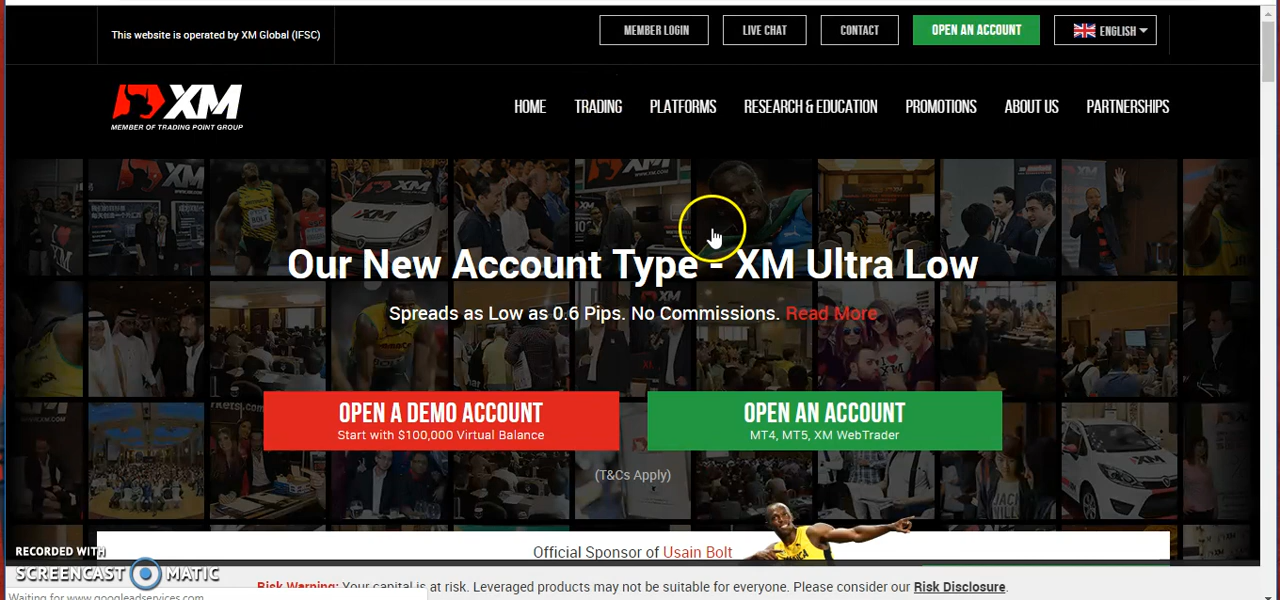 This website is operated by XM Global (IFSC)
MEMBER LOGIN
LIVE CHAT
CONTACT
OPEN AN ACCOUNT
ENGLISH
XM
MEMBER OF TRADING POINT GROUP
HOME
TRADING
PLATFORMS
RESEARCH & EDUCATION
PROMOTIONS
ABOUT US
PARTNERSHIPS
Our New Account Type - XM Ultra Low
Spreads as Low as 0.6 Pips. No Commissions. Read More
OPEN A DEMO ACCOUNT
Start with $100,000 Virtual Balance
OPEN AN ACCOUNT
MT4, MT5, XM WebTrader
(T&Cs Apply)
Official Sponsor of Usain Bolt
RECORDED WITH
SCREENCAST MATIC
Risk Warning: Your capital is at risk. Leveraged products may not be suitable for everyone. Please consider our Risk Disclosure.
Waiting for www.googleadservices.com